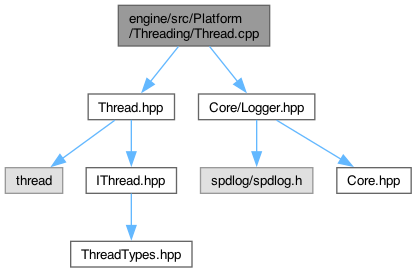 engine/src/Platform
/Threading/Thread.cpp
Thread.hpp
Core/Logger.hpp
thread
IThread.hpp
spdlog/spdlog.h
Core.hpp
ThreadTypes.hpp